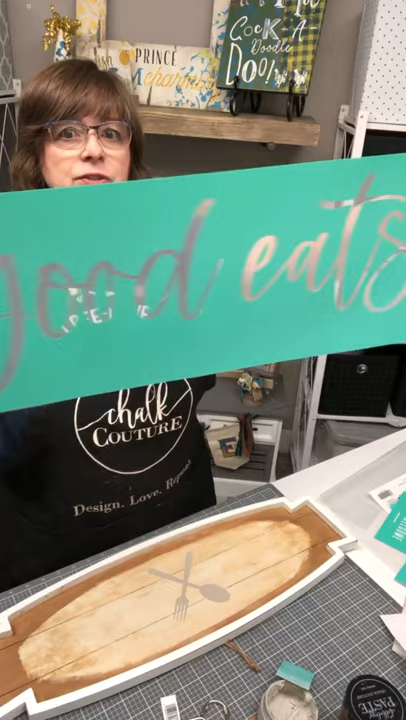 Cock-A
Doodle
Doo!
PRINCE
charming
good eats
chalk
COUTURE
Design. Love. Repeat.
PASTE